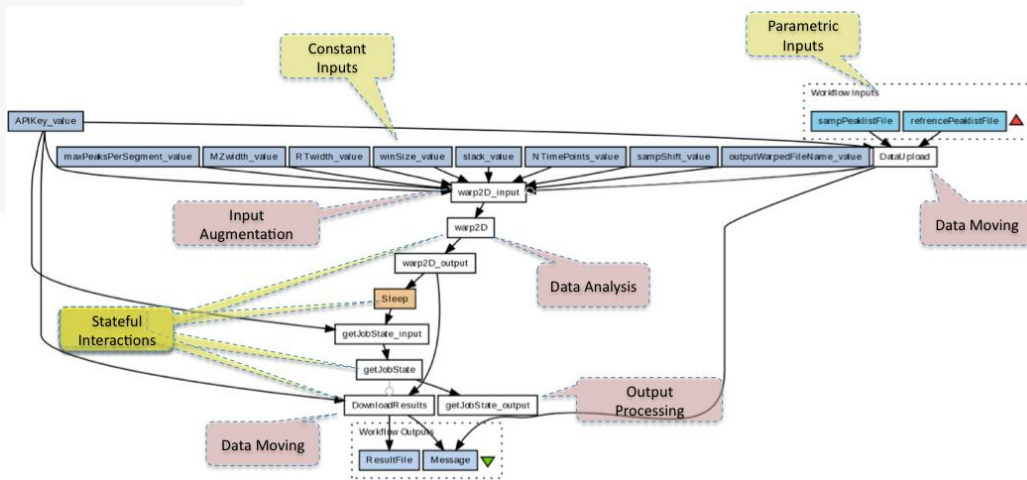 Constant
Inputs
Parametric
Inputs
Workflow Inputs
APIKey_value
sampPeaklistFile
refrencePeaklistFile
maxPeaksPerSegment_value
MZwidth_value
RTwidth_value
winSize_value
slack_value
NTimePoints_value
sampShift_value
outputWarpedFileName_value
DataUpload
warp2D_input
Input
Augmentation
Data Moving
warp2D
warp2D_output
Data Analysis
Sleep
Stateful
Interactions
getJobState_input
getJobState
DownloadResults
getJobState_output
Output
Processing
Data Moving
Workflow Outputs
ResultFile
Message